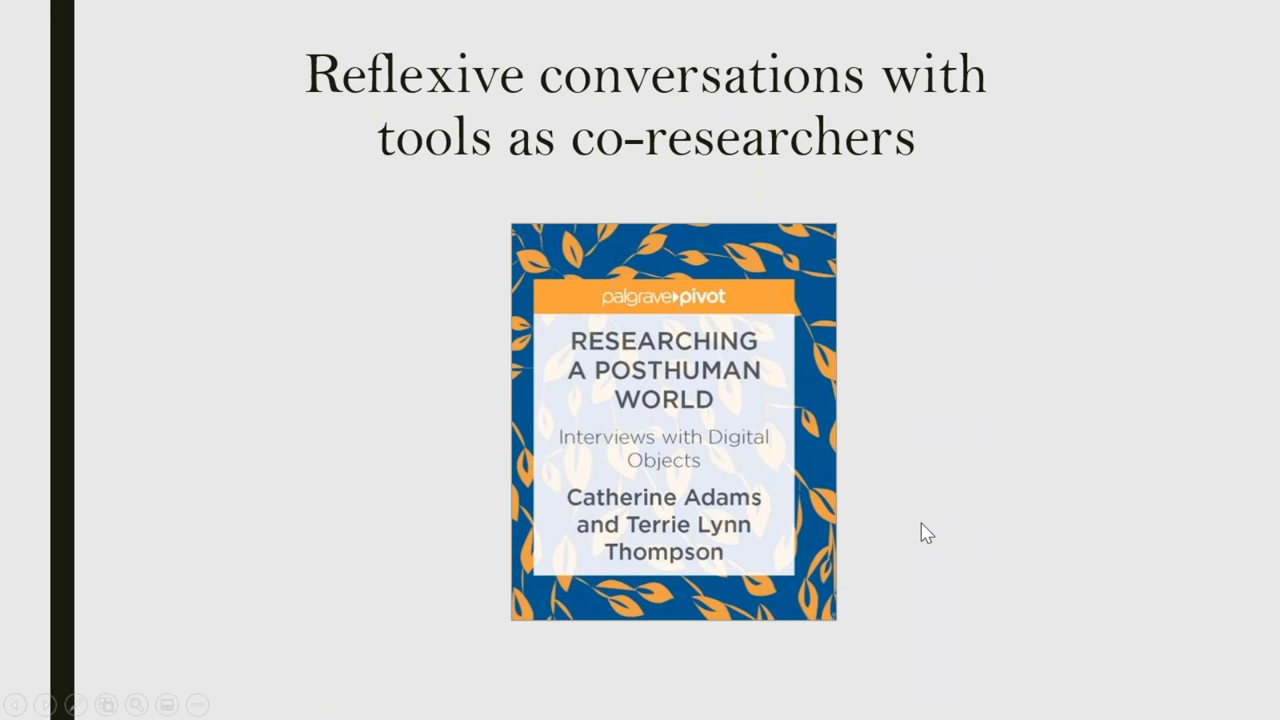 Reflexive conversations with
tools as co-researchers
palgrave pivot
RESEARCHING
A POSTHUMAN
WORLD
Interviews with Digital
Objects
Catherine Adams
and Terrie Lynn
Thompson